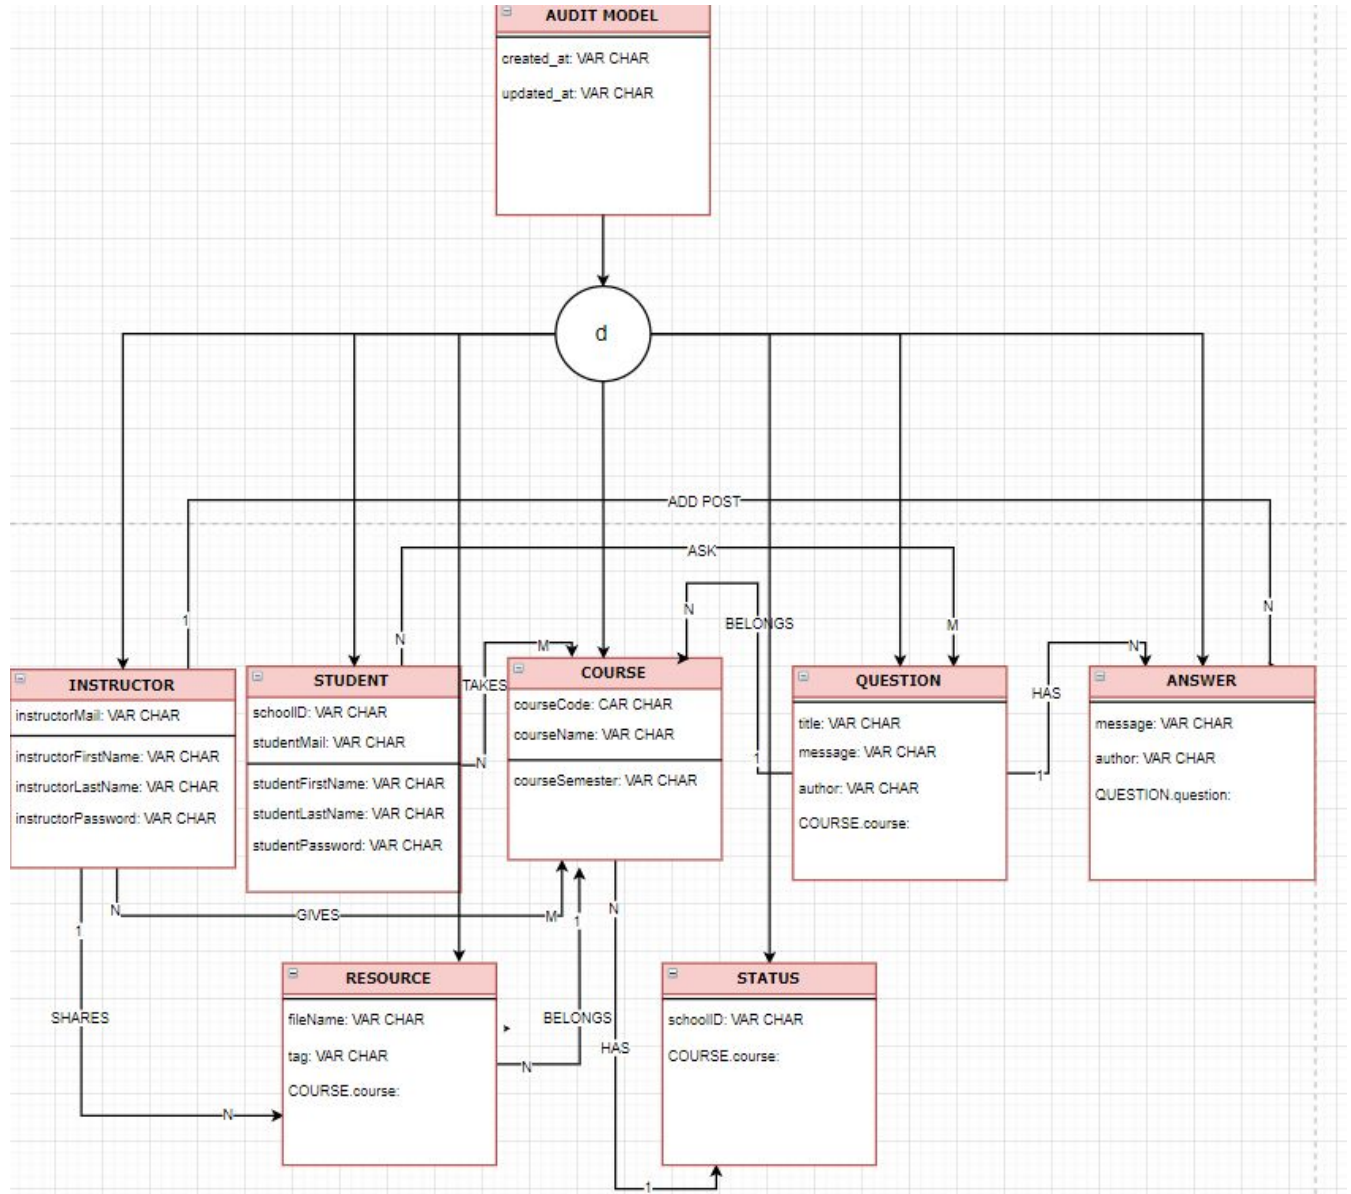 AUDIT MODEL
created_at: VAR CHAR
updated_at: VAR CHAR
d
ADD POST
ASK
1
N
N
BELONGS
M
N
INSTRUCTOR
instructorMail: VAR CHAR
instructorFirstName: VAR CHAR
instructorLastName: VAR CHAR
instructorPassword: VAR CHAR
STUDENT
schoolID: VAR CHAR
studentMail: VAR CHAR
studentFirstName: VAR CHAR
studentLastName: VAR CHAR
studentPassword: VAR CHAR
TAKES
M
N
COURSE
courseCode: CAR CHAR
courseName: VAR CHAR
courseSemester: VAR CHAR
1
QUESTION
title: VAR CHAR
message: VAR CHAR
author: VAR CHAR
COURSE.course:
N
HAS
1
ANSWER
message: VAR CHAR
author: VAR CHAR
QUESTION.question:
N
GIVES
M
1
N
1
SHARES
N
RESOURCE
fileName: VAR CHAR
tag: VAR CHAR
COURSE.course:
BELONGS
N
HAS
1
STATUS
schoolID: VAR CHAR
COURSE.course: